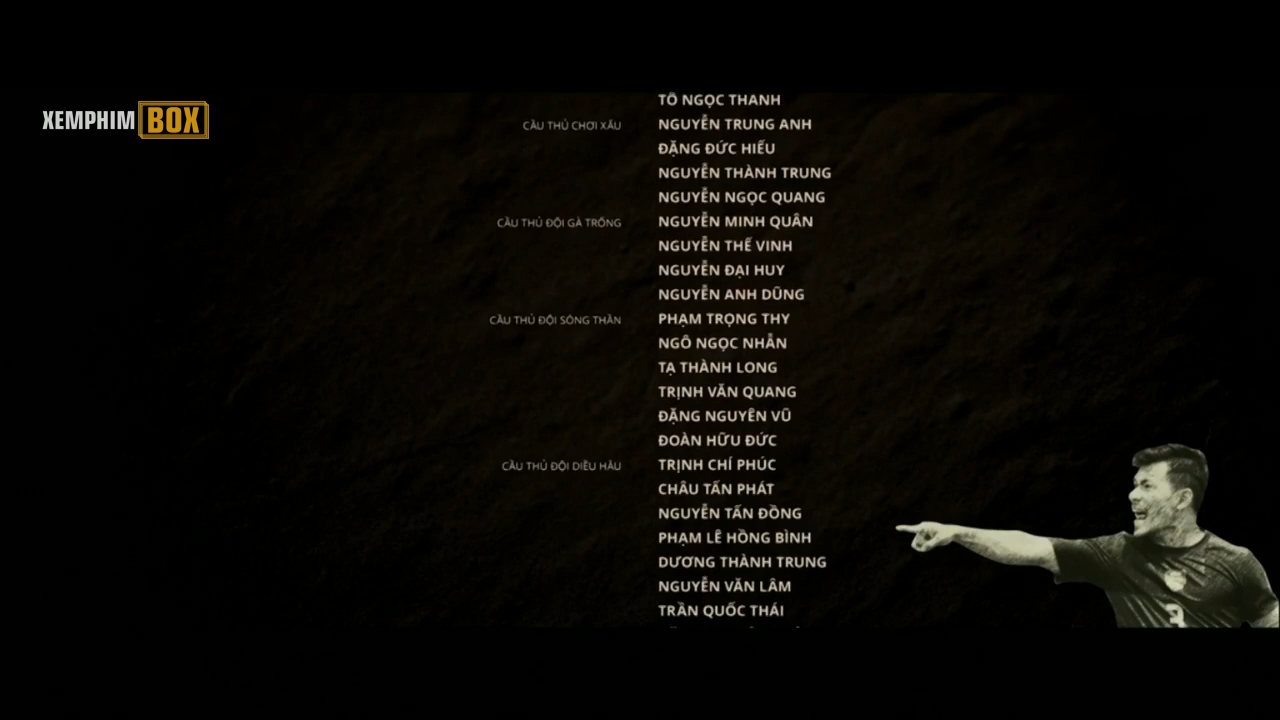 XEMPHIM BOX
TÔ NGỌC THANH
CẦU THỦ CHƠI XẤU NGUYỄN TRUNG ANH
ĐẶNG ĐỨC HIẾU
NGUYỄN THÀNH TRUNG
NGUYỄN NGỌC QUANG
CẦU THỦ ĐỘI GÀ TRỐNG NGUYỄN MINH QUÂN
NGUYỄN THẾ VINH
NGUYỄN ĐẠI HUY
NGUYỄN ANH DŨNG
CẦU THỦ ĐỘI SÓNG THẦN PHẠM TRỌNG THY
NGÔ NGỌC NHẪN
TẠ THÀNH LONG
TRỊNH VĂN QUANG
ĐẶNG NGUYÊN VŨ
ĐOÀN HỮU ĐỨC
CẦU THỦ ĐỘI DIỀU HÂU TRỊNH CHÍ PHÚC
CHÂU TẤN PHÁT
NGUYỄN TẤN ĐỒNG
PHẠM LÊ HỒNG BÌNH
DƯƠNG THÀNH TRUNG
NGUYỄN VĂN LÂM
TRẦN QUỐC THÁI
3